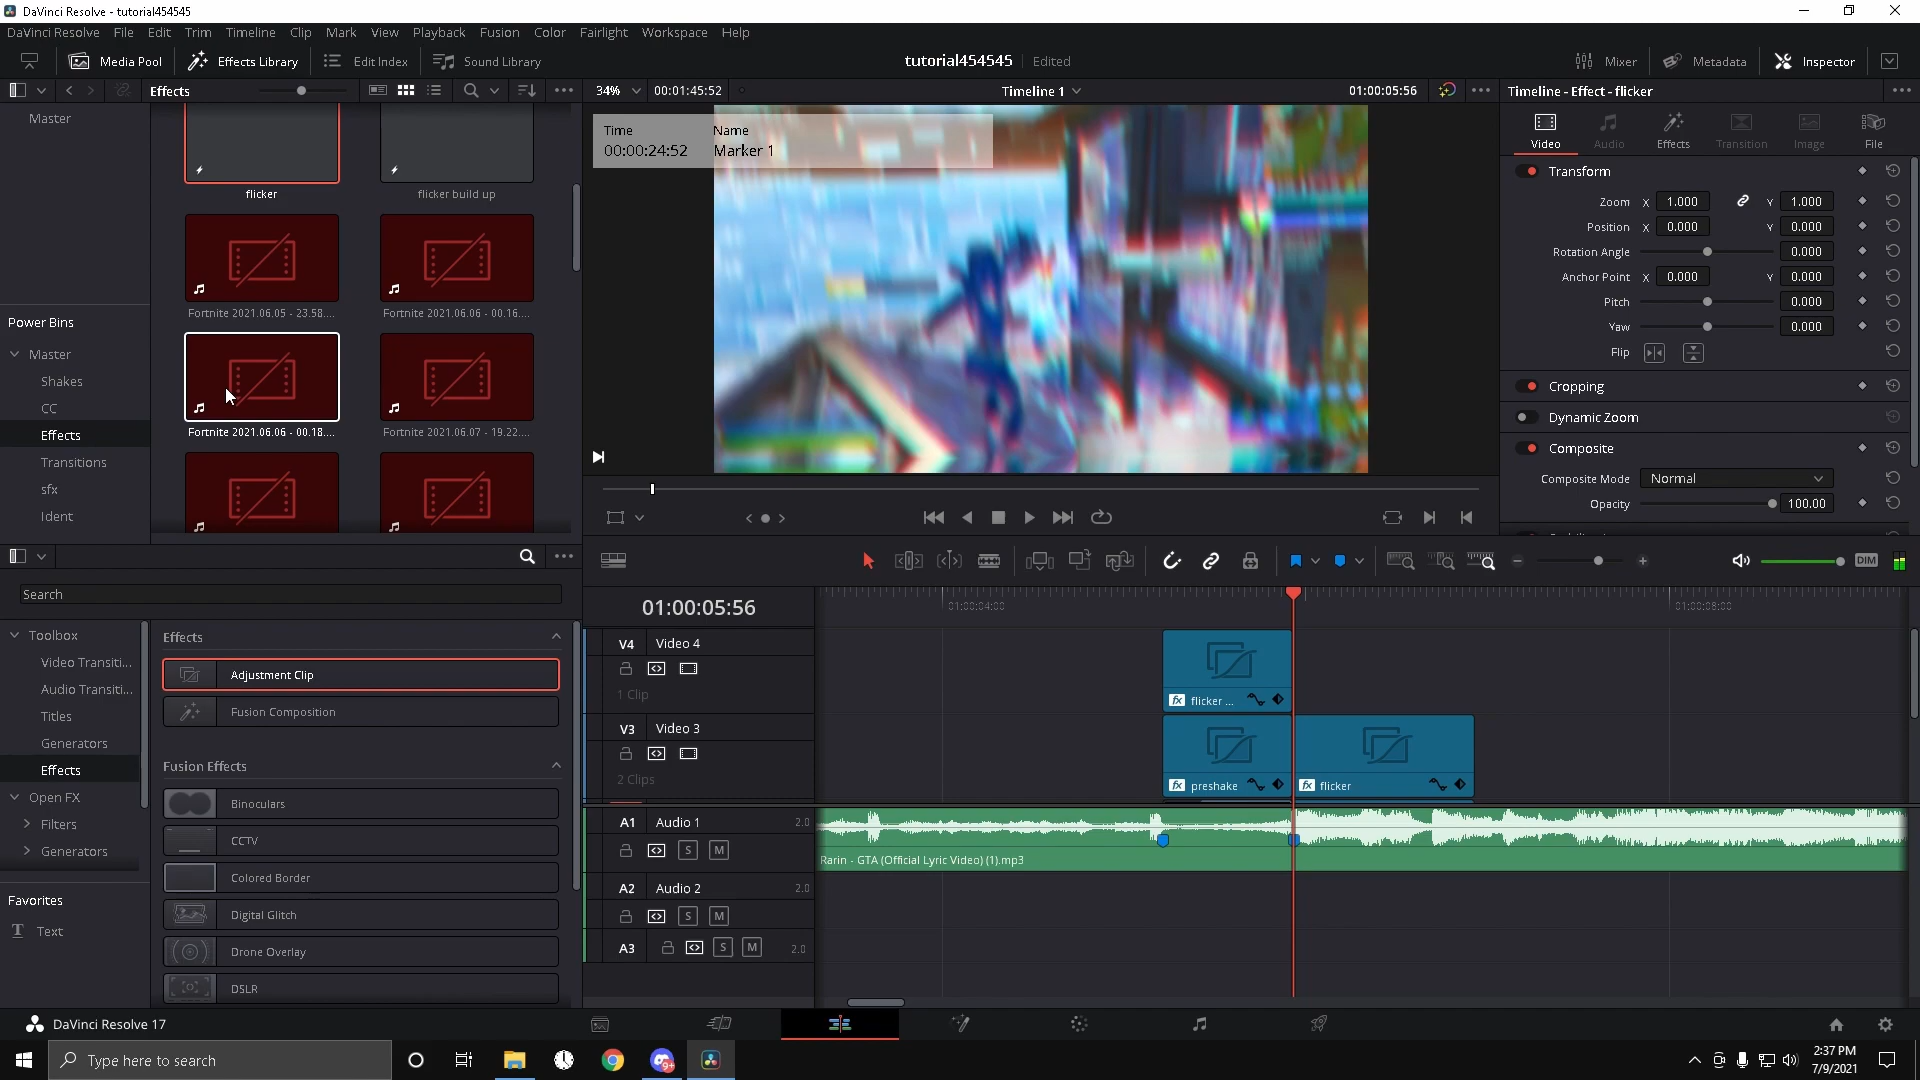 DaVinci Resolve - tutorial454545
DaVinci Resolve File Edit Trim Timeline Clip Mark View Playback Fusion Color Fairlight Workspace Help
Media Pool Effects Library Edit Index Sound Library tutorial454545 Edited Mixer Metadata Inspector
Effects 34% 00:01:45:52 Timeline 1 01:00:05:56 Timeline - Effect - flicker
Master
flicker flicker build up
Fortnite 2021.06.05 - 23.58.... Fortnite 2021.06.06 - 00.16....
Fortnite 2021.06.06 - 00.18.... Fortnite 2021.06.07 - 19.22....
Power Bins
Master
Shakes
CC
Effects
Transitions
sfx
Ident
Time Name
00:00:24:52 Marker 1
Video Audio Effects Transition Image File
Transform
Zoom X 1.000 Y 1.000
Position X 0.000 Y 0.000
Rotation Angle 0.000
Anchor Point X 0.000 Y 0.000
Pitch 0.000
Yaw 0.000
Flip
Cropping
Dynamic Zoom
Composite
Composite Mode Normal
Opacity 100.00
Search
Toolbox
Video Transiti...
Audio Transiti...
Titles
Generators
Effects
Open FX
Filters
Generators
Favorites
T Text
Effects
Adjustment Clip
Fusion Composition
Fusion Effects
Binoculars
CCTV
Colored Border
Digital Glitch
Drone Overlay
DSLR
DIM
01:00:05:56 01:00:04:00 01:00:08:00
V4 Video 4
1 Clip
fx flicker ...
V3 Video 3
2 Clips
fx preshake fx flicker
A1 Audio 1 2.0
S M
Rarin - GTA (Official Lyric Video) (1).mp3
A2 Audio 2 2.0
S M
A3 S M 2.0
DaVinci Resolve 17
Type here to search
9+
2:37 PM
7/9/2021